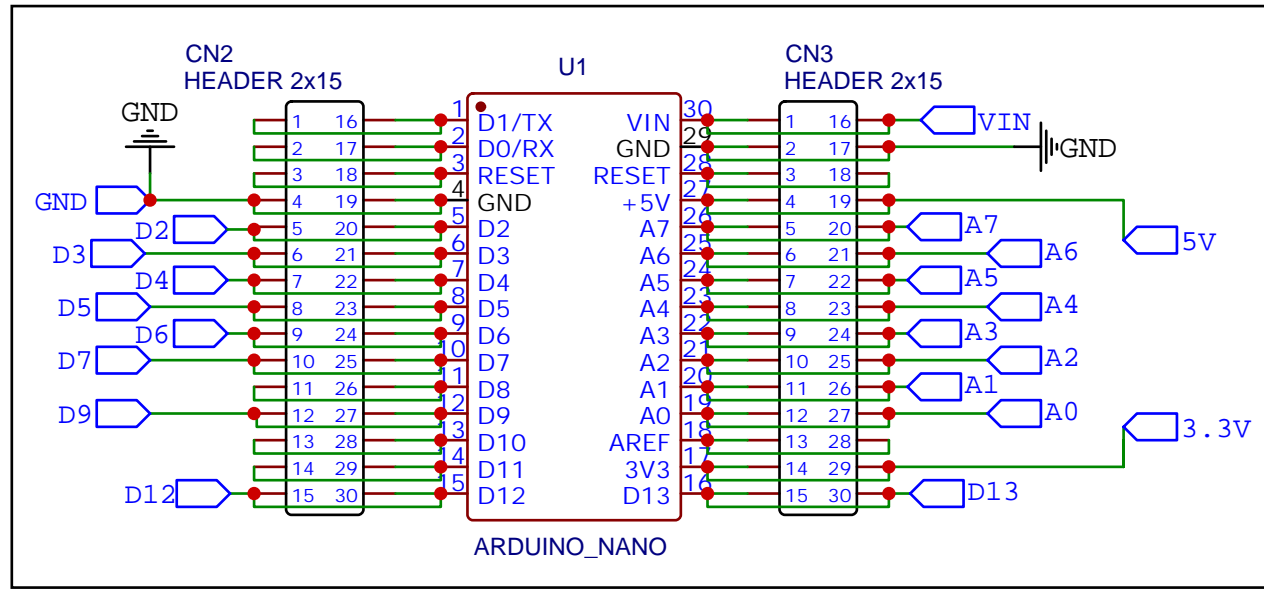 CN2
HEADER 2x15
U1
CN3
HEADER 2x15
GND
1 16 1 D1/TX VIN 30 1 16 VIN
2 17 2 D0/RX GND 29 2 17 GND
3 18 3 RESET RESET 28 3 18
GND 4 19 4 GND +5V 27 4 19
D2 5 20 5 D2 A7 26 5 20 A7
5V
D3 6 21 6 D3 A6 25 6 21 A6
D4 7 22 7 D4 A5 24 7 22 A5
D5 8 23 8 D5 A4 23 8 23 A4
D6 9 24 9 D6 A3 22 9 24 A3
D7 10 25 10 D7 A2 21 10 25 A2
11 26 11 D8 A1 20 11 26 A1
D9 12 27 12 D9 A0 19 12 27 A0
3.3V
13 28 13 D10 AREF 18 13 28
14 29 14 D11 3V3 17 14 29
D12 15 30 15 D12 D13 16 15 30 D13
ARDUINO_NANO